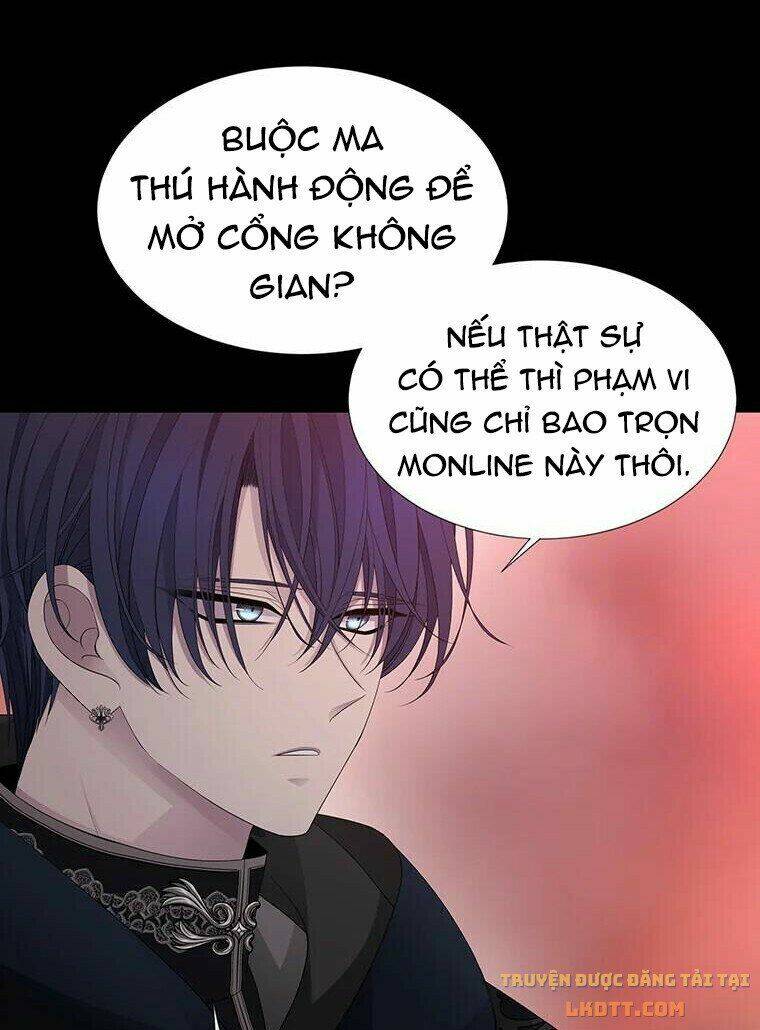 BUỘC MA
THÚ HÀNH ĐỘNG ĐỂ
MỞ CỔNG KHÔNG
GIAN?
NẾU THẬT SỰ
CÓ THỂ THÌ PHẠM VI
CŨNG CHỈ BAO TRỌN
MONLINE NÀY THÔI.
TRUYỆN ĐƯỢC ĐĂNG TẢI TẠI
LKDTT.COM